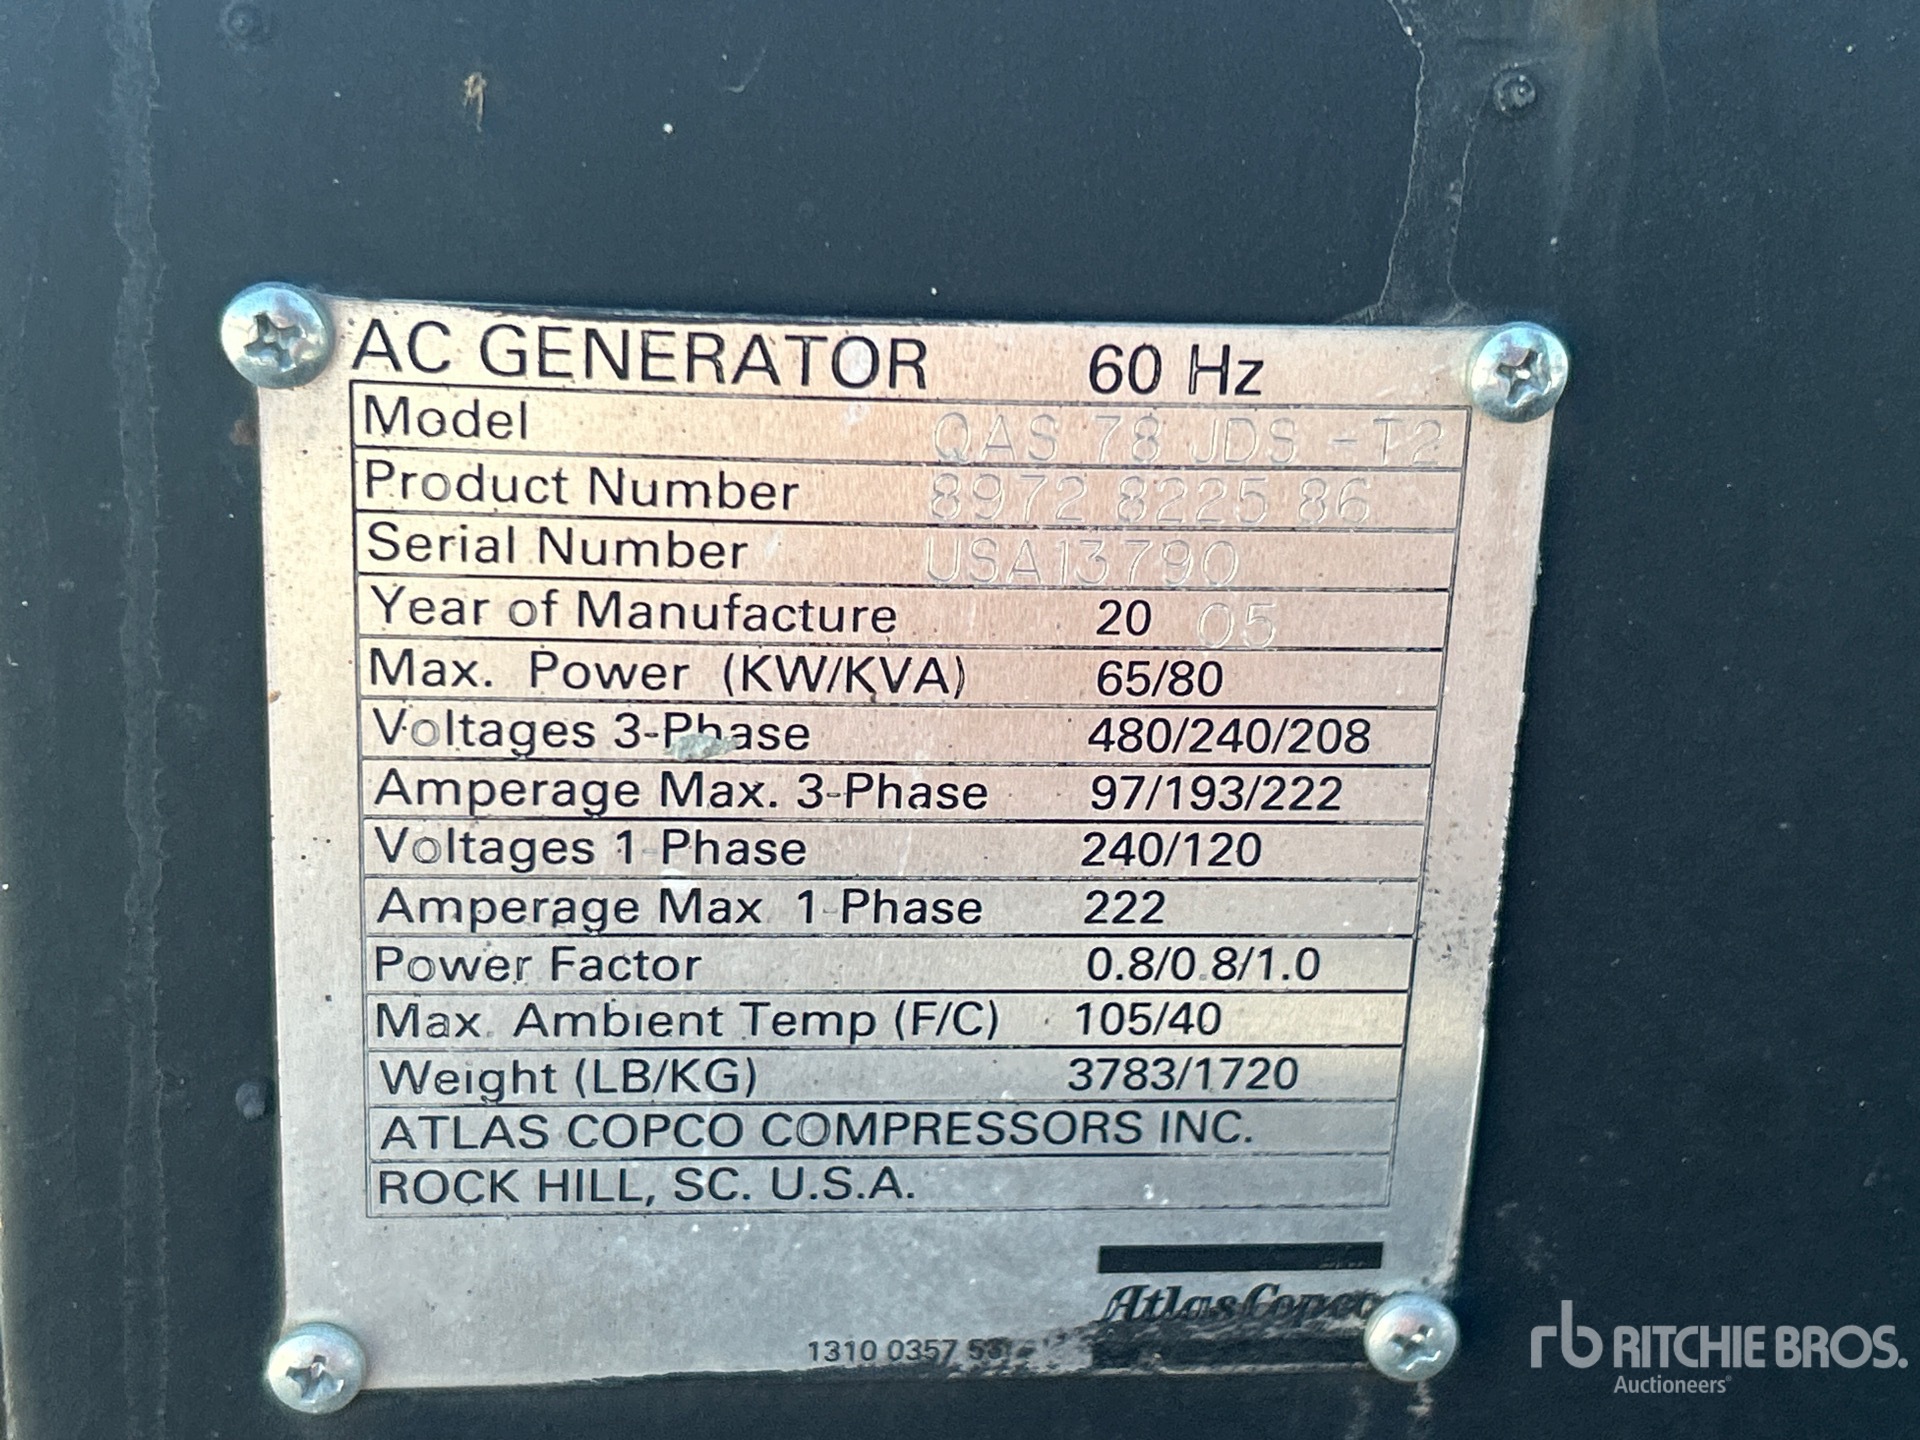 AC GENERATOR 60 Hz
Model QAS 78 JDS -T2
Product Number 8972 8225 86
Serial Number USA13790
Year of Manufacture 20 05
Max. Power (KW/KVA) 65/80
Voltages 3-Phase 480/240/208
Amperage Max. 3-Phase 97/193/222
Voltages 1-Phase 240/120
Amperage Max 1-Phase 222
Power Factor 0.8/0.8/1.0
Max. Ambient Temp (F/C) 105/40
Weight (LB/KG) 3783/1720
ATLAS COPCO COMPRESSORS INC.
ROCK HILL, SC. U.S.A.
Atlas Copco
1310 0357
rb RITCHIE BROS.
Auctioneers